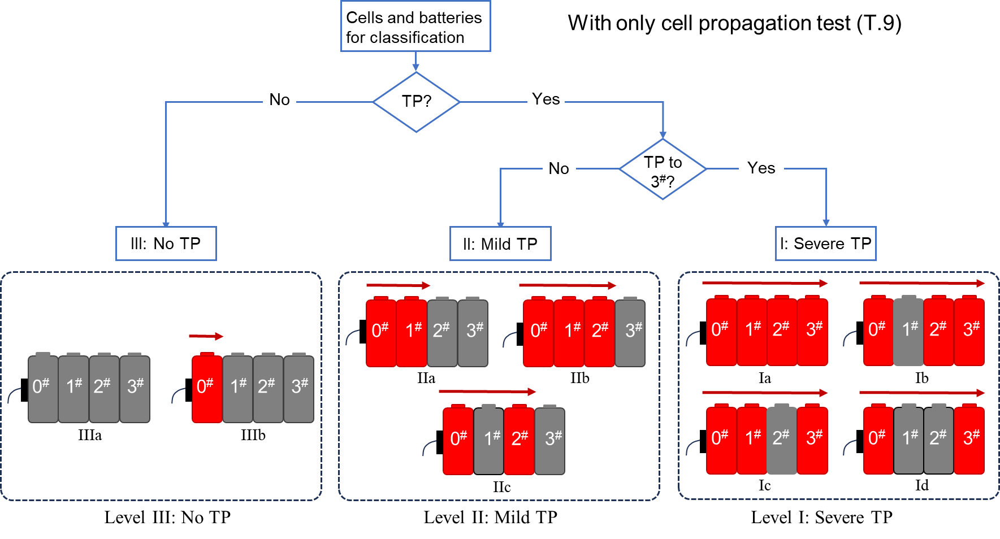 Cells and batteries
for classification
With only cell propagation test (T.9)
TP?
No
Yes
TP to
3#?
No
Yes
III: No TP
II: Mild TP
I: Severe TP
0# 1# 2# 3#
IIIa
0# 1# 2# 3#
IIIb
0# 1# 2# 3#
IIa
0# 1# 2# 3#
IIb
0# 1# 2# 3#
IIc
0# 1# 2# 3#
Ia
0# 1# 2# 3#
Ib
0# 1# 2# 3#
Ic
0# 1# 2# 3#
Id
Level III: No TP
Level II: Mild TP
Level I: Severe TP